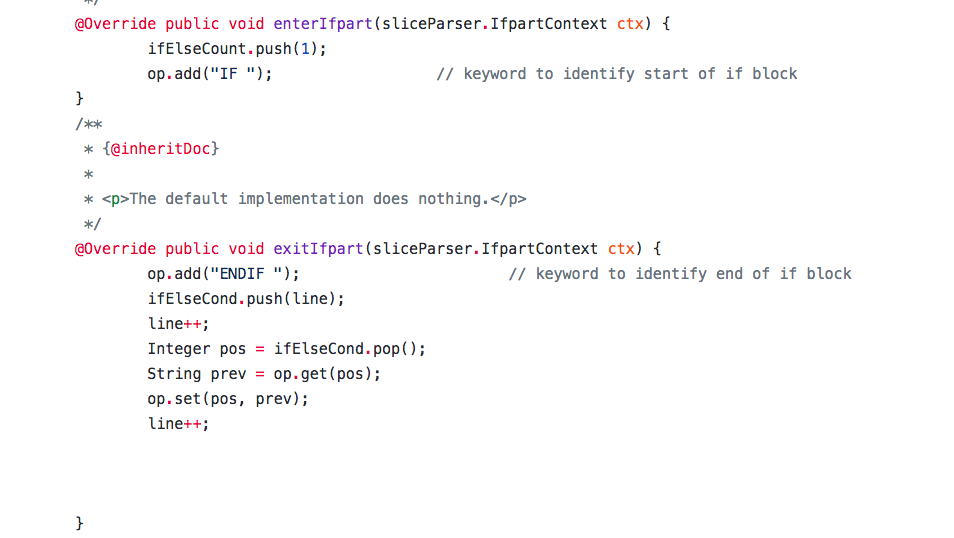 */
@Override public void enterIfpart(sliceParser.IfpartContext ctx) {
ifElseCount.push(1);
op.add("IF "); // keyword to identify start of if block
}
/**
* {@inheritDoc}
*
* <p>The default implementation does nothing.</p>
*/
@Override public void exitIfpart(sliceParser.IfpartContext ctx) {
op.add("ENDIF "); // keyword to identify end of if block
ifElseCond.push(line);
line++;
Integer pos = ifElseCond.pop();
String prev = op.get(pos);
op.set(pos, prev);
line++;
}